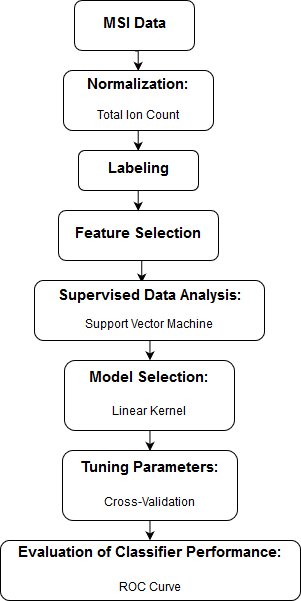 MSI Data
Normalization:
Total Ion Count
Labeling
Feature Selection
Supervised Data Analysis:
Support Vector Machine
Model Selection:
Linear Kernel
Tuning Parameters:
Cross-Validation
Evaluation of Classifier Performance:
ROC Curve